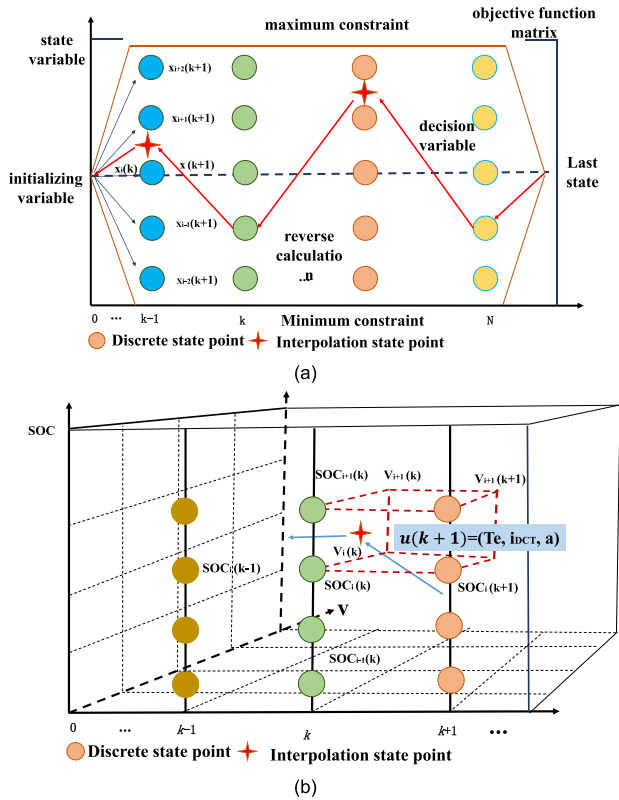 maximum constraint
objective function
matrix
state
variable
xi+2(k+1)
xi+1(k+1)
decision
variable
xi(k)
x (k+1)
initializing
variable
Last
state
xi-1(k+1)
reverse
calculatio
n
xi-2(k+1)
0 ... k-1 k Minimum constraint N
Discrete state point Interpolation state point
(a)
SOC
SOCi+1(k)
Vi+1(k)
Vi+1(k+1)
u(k + 1)=(Te, iDCT, a)
Vi(k)
SOCi(k-1)
SOCi(k)
SOCi(k+1)
V
SOCi-1(k)
0 ... k-1 k k+1 ...
Discrete state point Interpolation state point
(b)